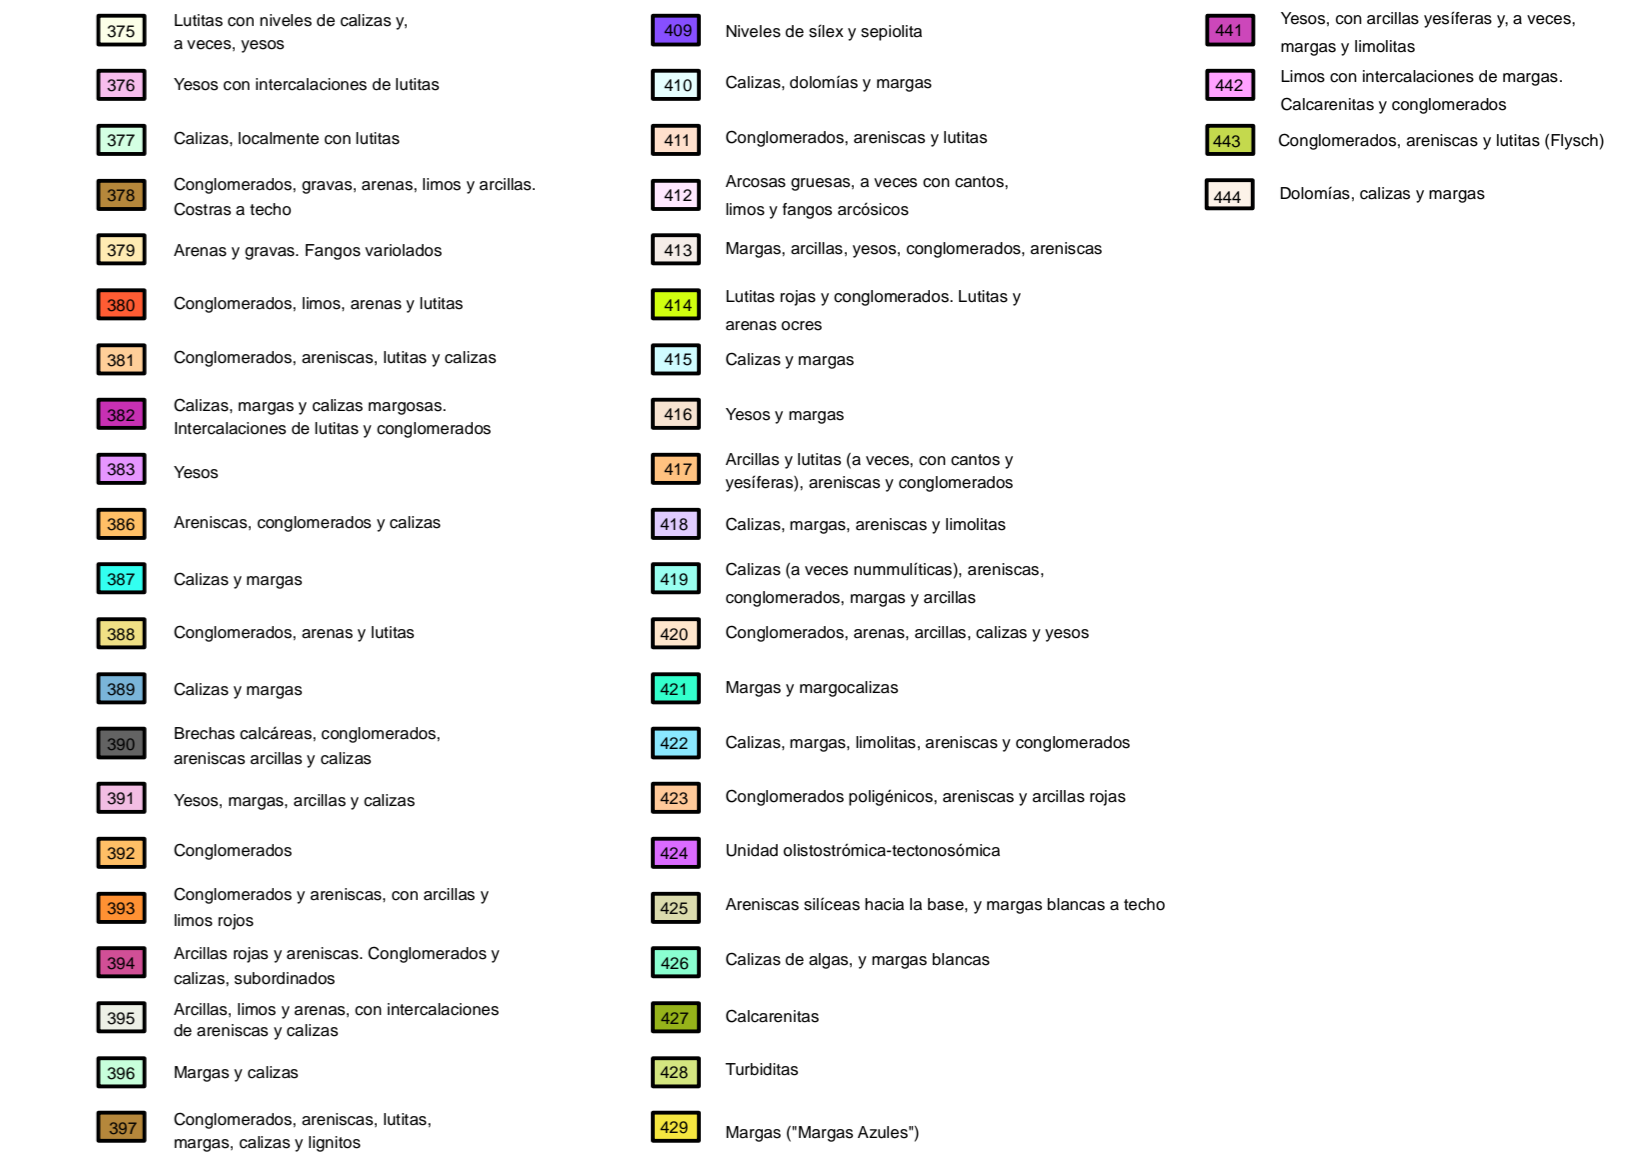 375
Lutitas con niveles de calizas y,
a veces, yesos
376
Yesos con intercalaciones de lutitas
377
Calizas, localmente con lutitas
378
Conglomerados, gravas, arenas, limos y arcillas.
Costras a techo
379
Arenas y gravas. Fangos variolados
380
Conglomerados, limos, arenas y lutitas
381
Conglomerados, areniscas, lutitas y calizas
382
Calizas, margas y calizas margosas.
Intercalaciones de lutitas y conglomerados
383
Yesos
386
Areniscas, conglomerados y calizas
387
Calizas y margas
388
Conglomerados, arenas y lutitas
389
Calizas y margas
390
Brechas calcáreas, conglomerados,
areniscas arcillas y calizas
391
Yesos, margas, arcillas y calizas
392
Conglomerados
393
Conglomerados y areniscas, con arcillas y
limos rojos
394
Arcillas rojas y areniscas. Conglomerados y
calizas, subordinados
395
Arcillas, limos y arenas, con intercalaciones
de areniscas y calizas
396
Margas y calizas
397
Conglomerados, areniscas, lutitas,
margas, calizas y lignitos
409
Niveles de sílex y sepiolita
410
Calizas, dolomías y margas
411
Conglomerados, areniscas y lutitas
412
Arcosas gruesas, a veces con cantos,
limos y fangos arcósicos
413
Margas, arcillas, yesos, conglomerados, areniscas
414
Lutitas rojas y conglomerados. Lutitas y
arenas ocres
415
Calizas y margas
416
Yesos y margas
417
Arcillas y lutitas (a veces, con cantos y
yesíferas), areniscas y conglomerados
418
Calizas, margas, areniscas y limolitas
419
Calizas (a veces nummulíticas), areniscas,
conglomerados, margas y arcillas
420
Conglomerados, arenas, arcillas, calizas y yesos
421
Margas y margocalizas
422
Calizas, margas, limolitas, areniscas y conglomerados
423
Conglomerados poligénicos, areniscas y arcillas rojas
424
Unidad olistostrómica-tectonosómica
425
Areniscas silíceas hacia la base, y margas blancas a techo
426
Calizas de algas, y margas blancas
427
Calcarenitas
428
Turbiditas
429
Margas ("Margas Azules")
441
Yesos, con arcillas yesíferas y, a veces,
margas y limolitas
442
Limos con intercalaciones de margas.
Calcarenitas y conglomerados
443
Conglomerados, areniscas y lutitas (Flysch)
444
Dolomías, calizas y margas